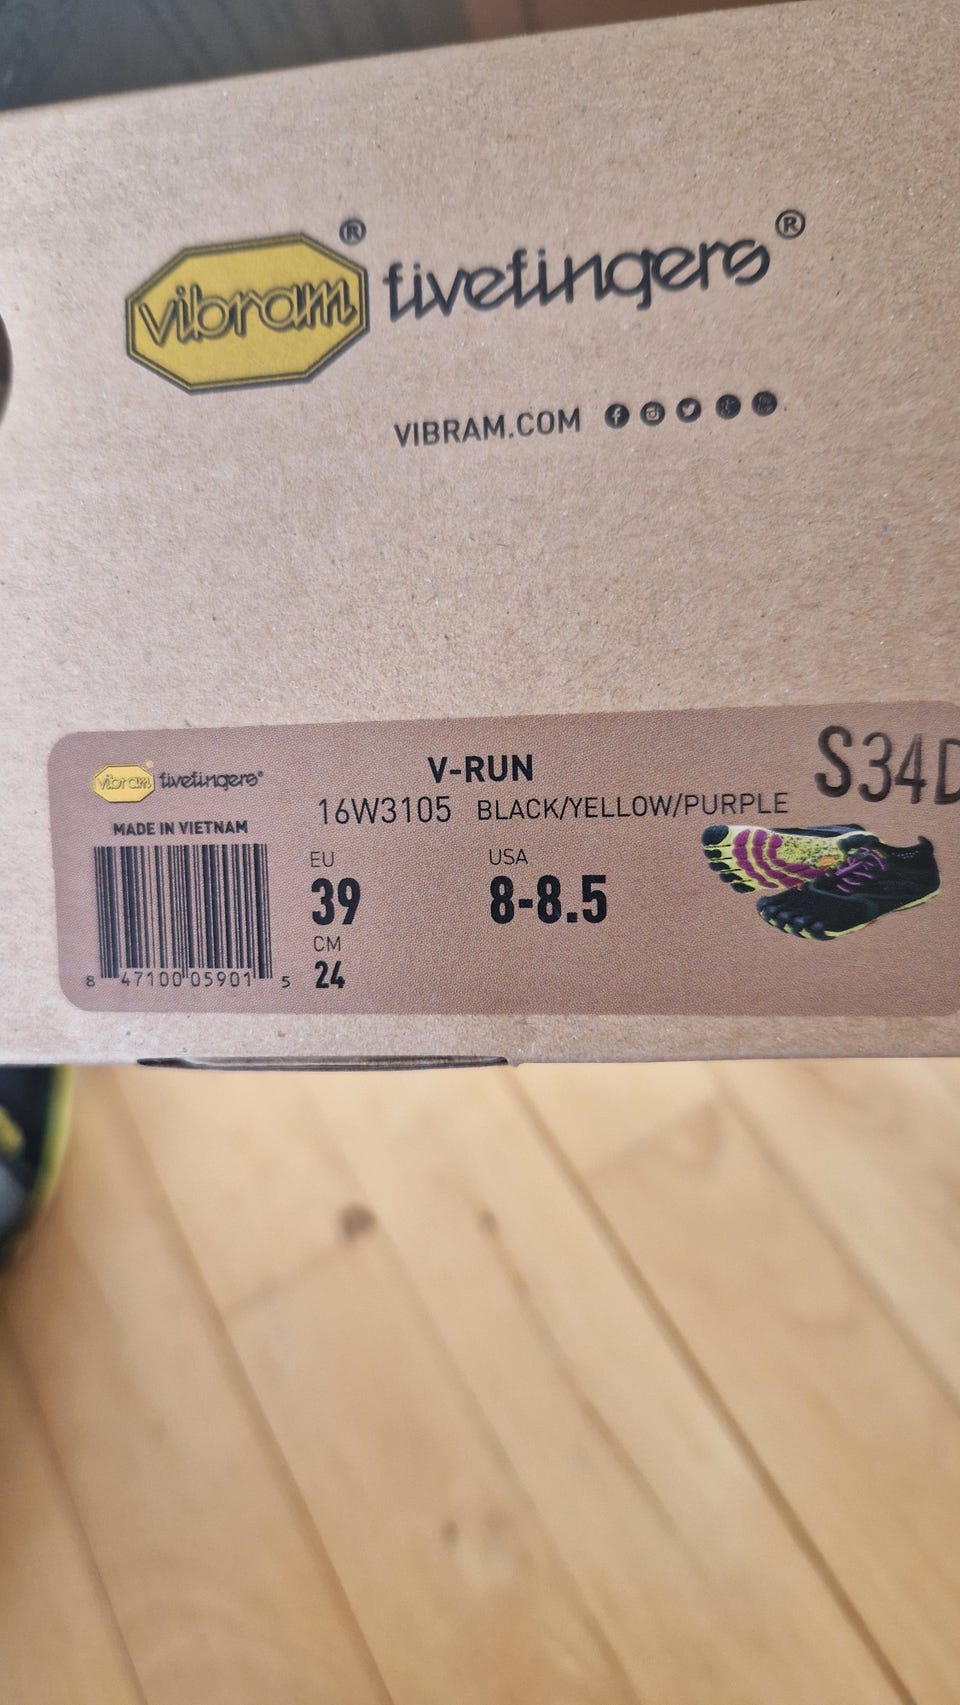 vibram® fivefingers®
VIBRAM.COM
vibram fivefingers®
V-RUN
S34D
16W3105 BLACK/YELLOW/PURPLE
MADE IN VIETNAM
EU
39
USA
8-8.5
CM
24
8 47100 05901 5